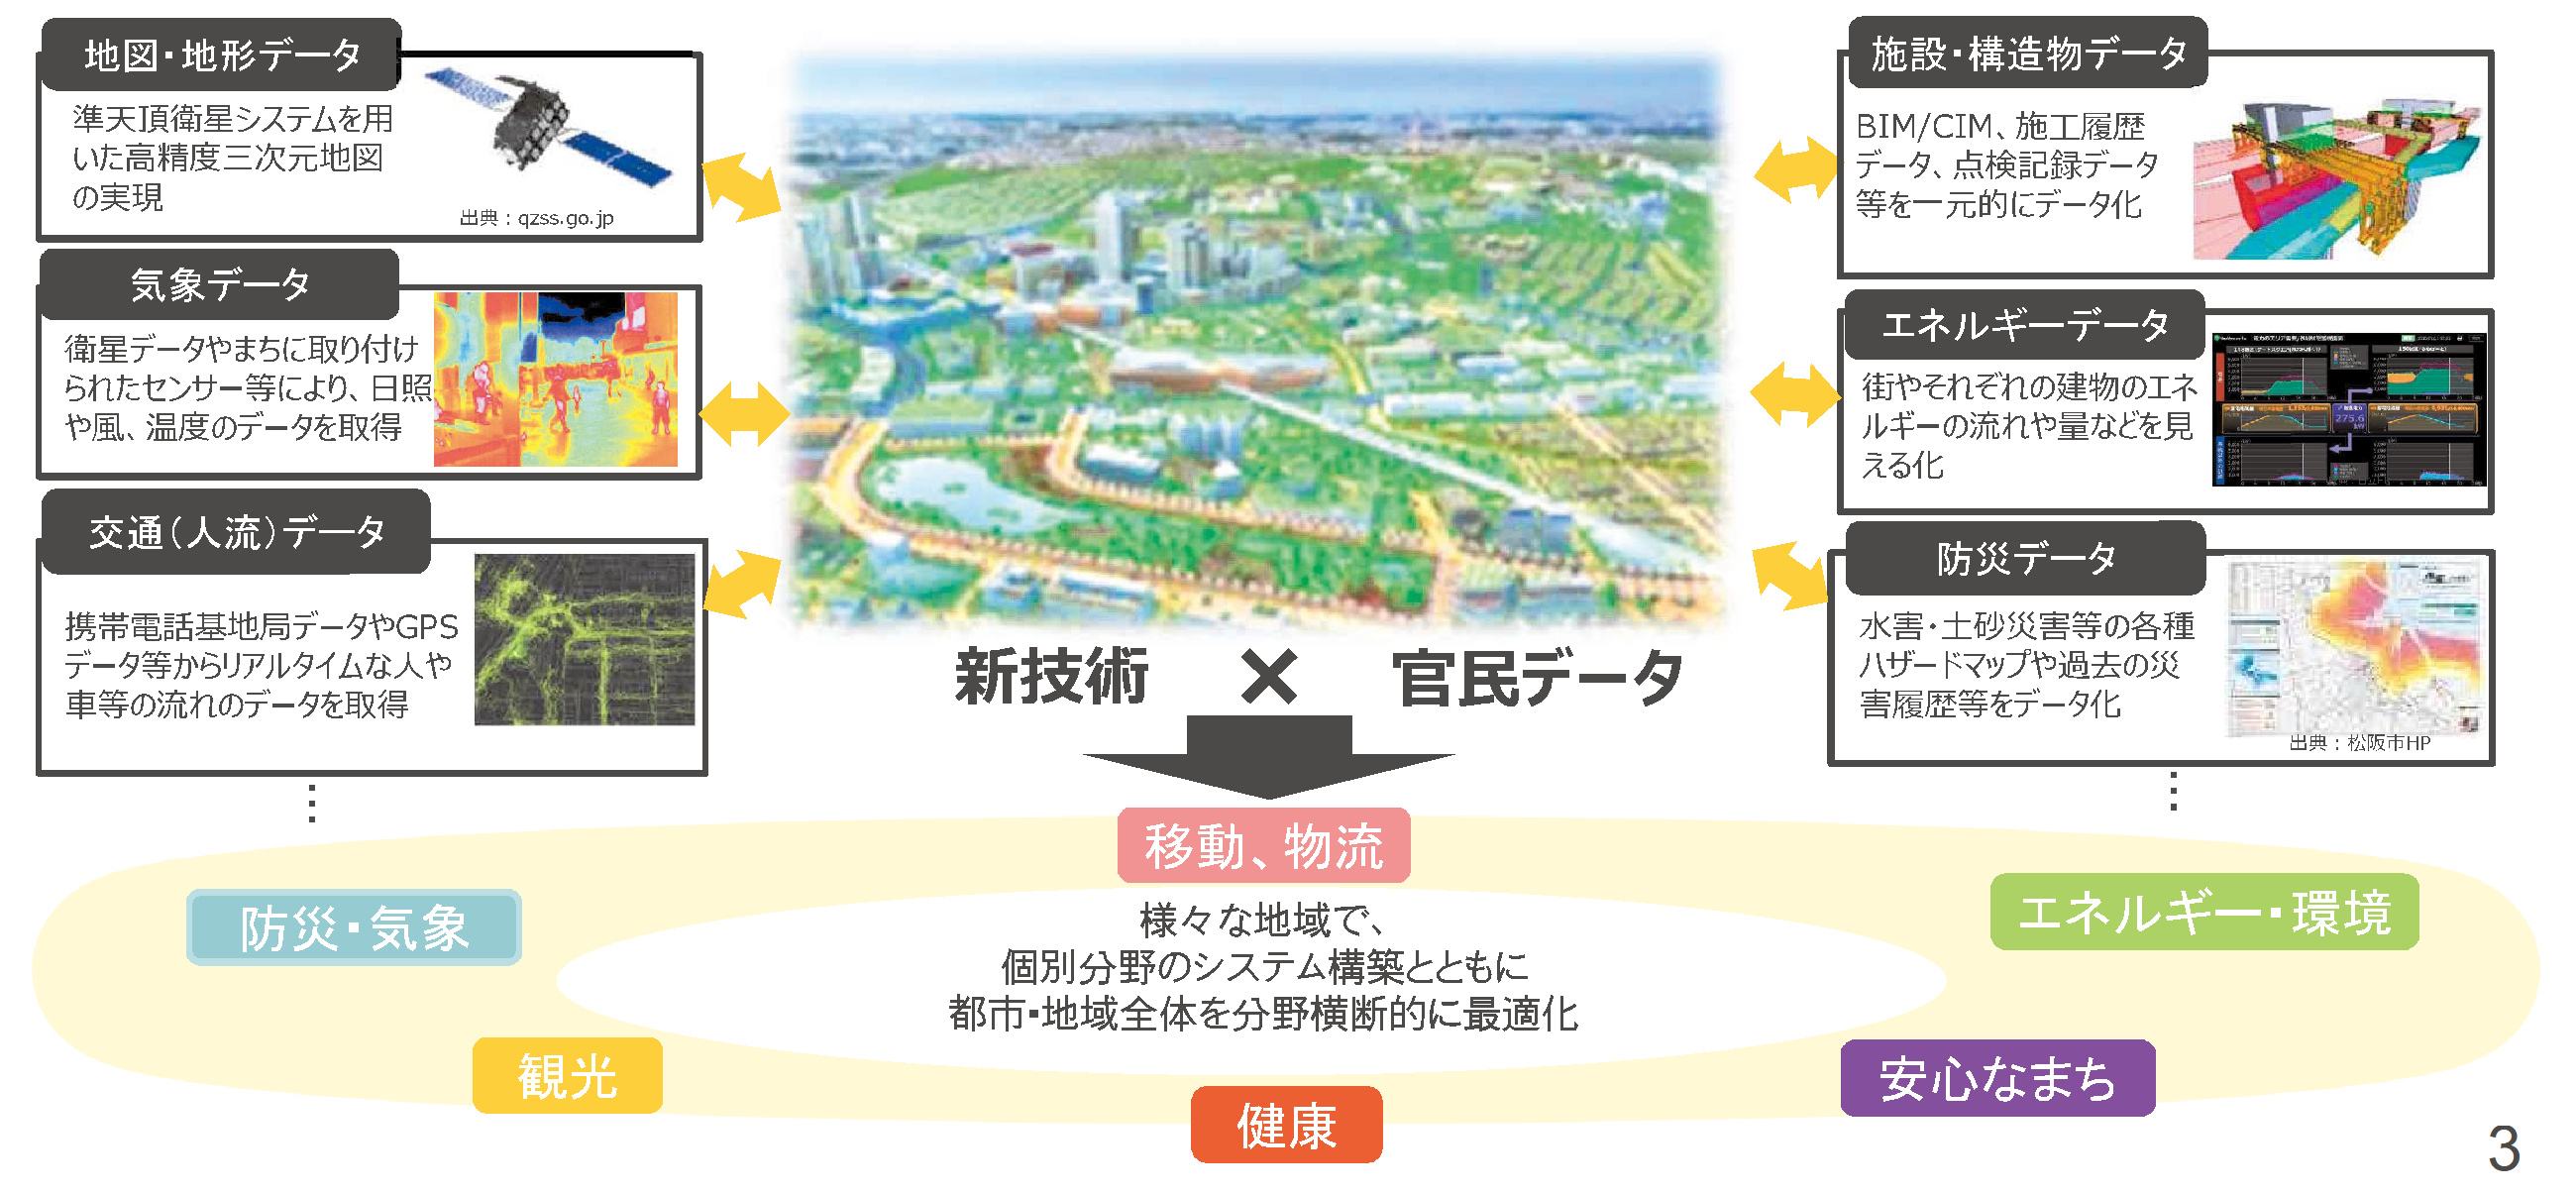 地図・地形データ
準天頂衛星システムを用
いた高精度三次元地図
の実現
出典：qzss.go.jp
気象データ
衛星データやまちに取り付け
られたセンサー等により、日照
や風、温度のデータを取得
交通（人流）データ
携帯電話基地局データやGPS
データ等からリアルタイムな人や
車等の流れのデータを取得
施設・構造物データ
BIM/CIM、施工履歴
データ、点検記録データ
等を一元的にデータ化
エネルギーデータ
街やそれぞれの建物のエネ
ルギーの流れや量などを見
える化
275.6
防災データ
水害・土砂災害等の各種
ハザードマップや過去の災
害履歴等をデータ化
出典：松阪市HP
新技術 × 官民データ
移動、物流
防災・気象
エネルギー・環境
様々な地域で、
個別分野のシステム構築とともに
都市・地域全体を分野横断的に最適化
観光
安心なまち
健康
3